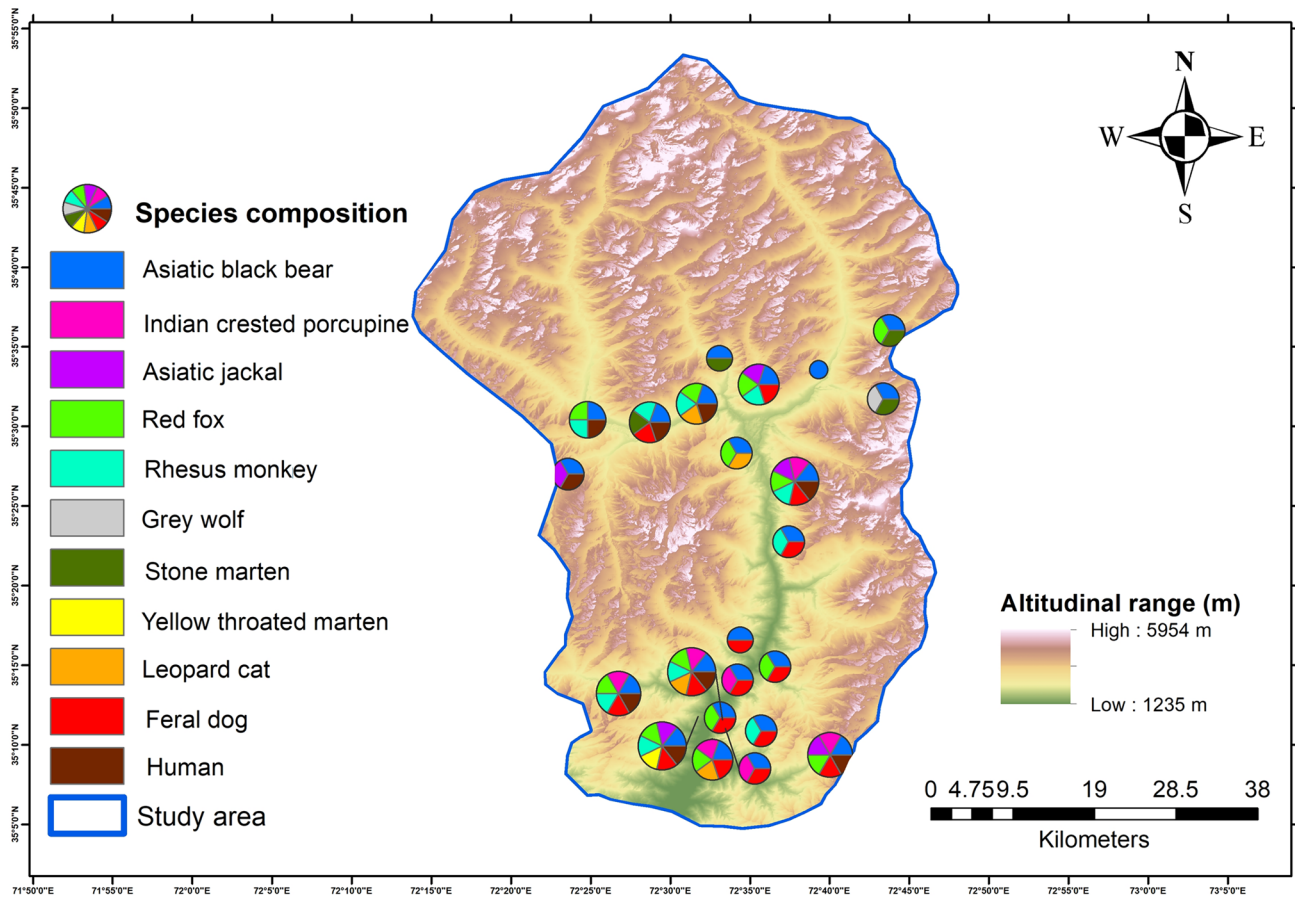 35°55'0"N
35°50'0"N
35°45'0"N
35°40'0"N
35°35'0"N
35°30'0"N
35°25'0"N
35°20'0"N
35°15'0"N
35°10'0"N
35°5'0"N
N
W E
S
Species composition
Asiatic black bear
Indian crested porcupine
Asiatic jackal
Red fox
Rhesus monkey
Grey wolf
Stone marten
Yellow throated marten
Leopard cat
Feral dog
Human
Study area
Altitudinal range (m)
High : 5954 m
Low : 1235 m
0 4.75 9.5 19 28.5 38
Kilometers
71°50'0"E 71°55'0"E 72°0'0"E 72°5'0"E 72°10'0"E 72°15'0"E 72°20'0"E 72°25'0"E 72°30'0"E 72°35'0"E 72°40'0"E 72°45'0"E 72°50'0"E 72°55'0"E 73°0'0"E 73°5'0"E